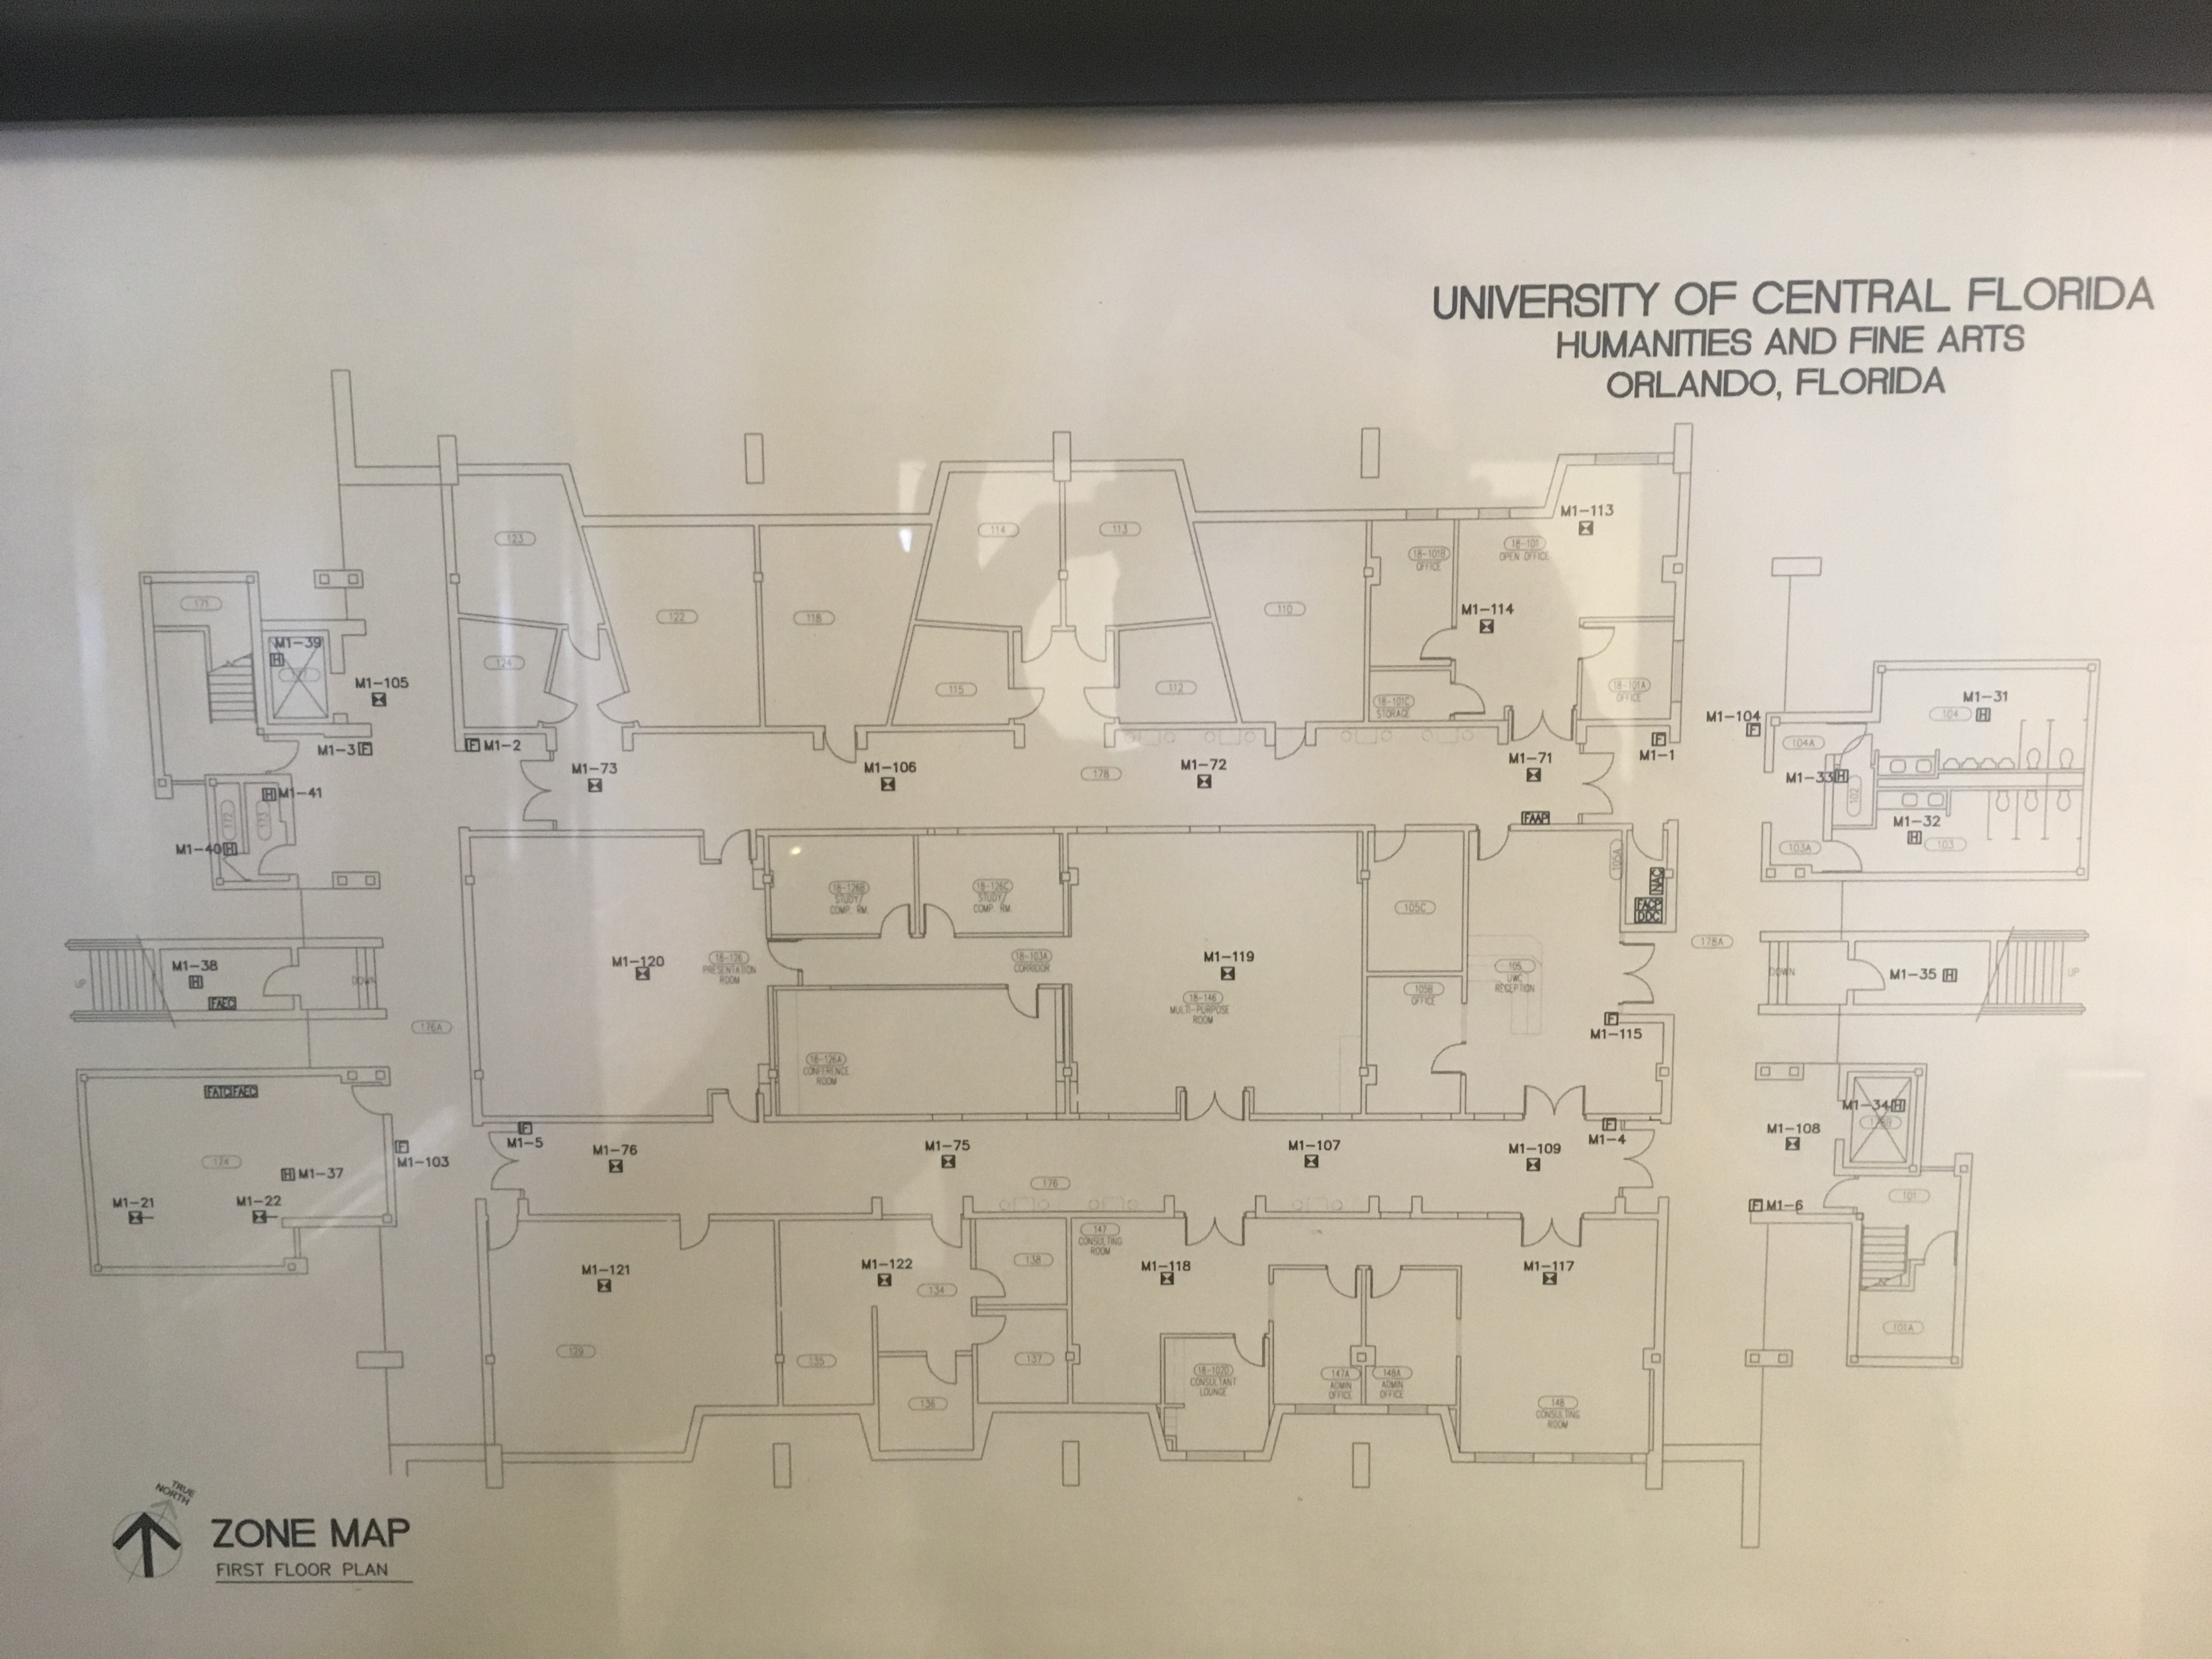 UNIVERSITY OF CENTRAL FLORIDA
HUMANITIES AND FINE ARTS
ORLANDO, FLORIDA
M1-113
123
114
113
18-101
OPEN OFFICE
18-101B
OFFICE
171
122
118
110
M1-114
M1-39
124
115
112
18-101A
OFFICE
18-101C
STORAGE
M1-105
M1-31
104
M1-104
M1-3 F
F M1-2
M1-1
104A
M1-73
M1-106
178
M1-72
M1-71
M1-33 H
H M1-41
172
173
102
FAAP
M1-32
103
M1-40 H
103A
105A
18-126B
STUDY/
COMP. RM.
18-126C
STUDY/
COMP. RM.
105C
NAC
FACP
DDC
178A
M1-38
H
FAEC
UP
DOWN
M1-120
18-126
PRESENTATION
ROOM
18-103A
CORRIDOR
M1-119
18-146
MULTI-PURPOSE
ROOM
105
UWC
RECEPTION
105B
OFFICE
DOWN
M1-35 H
UP
176A
F
M1-115
18-126A
CONFERENCE
ROOM
FATC FAEC
M1-34 H
M1-5
M1-4
M1-108
M1-103
174
H M1-37
M1-76
M1-75
M1-107
M1-109
176
M1-21
M1-22
F M1-6
101
147
CONSULTING
ROOM
138
M1-121
M1-122
134
M1-118
M1-117
129
135
137
136
18-102D
CONSULTANT
LOUNGE
147A
ADMIN
OFFICE
148A
ADMIN
OFFICE
148
CONSULTING
ROOM
101A
TRUE
NORTH
ZONE MAP
FIRST FLOOR PLAN